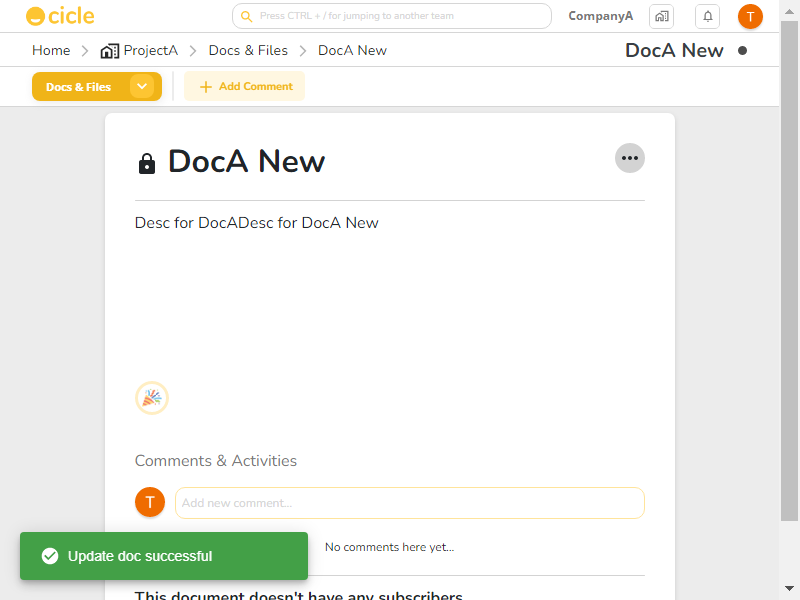 cicle
Press CTRL + / for jumping to another team
CompanyA
T
Home
ProjectA
Docs & Files
DocA New
DocA New
Docs & Files
Add Comment
DocA New
Desc for DocADesc for DocA New
Comments & Activities
T
Add new comment...
No comments here yet...
Update doc successful
This document doesn't have any subscribers